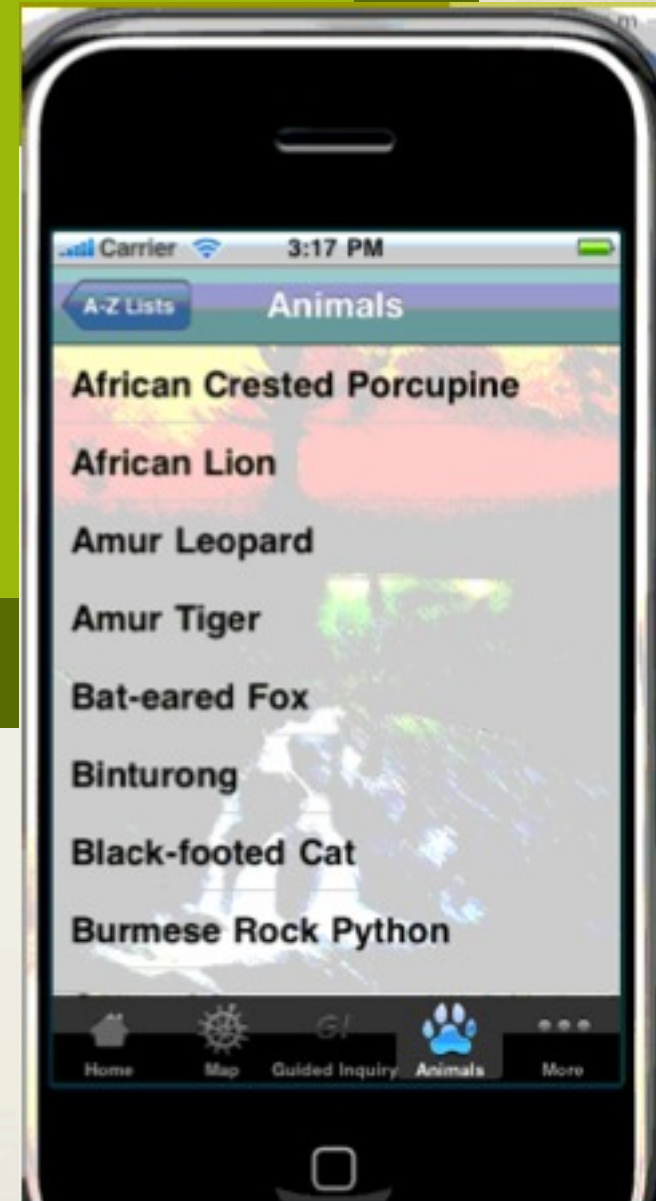 m
Carrier 3:17 PM
A-Z Lists Animals
African Crested Porcupine
African Lion
Amur Leopard
Amur Tiger
Bat-eared Fox
Binturong
Black-footed Cat
Burmese Rock Python
Home Map GI Guided Inquiry Animals More